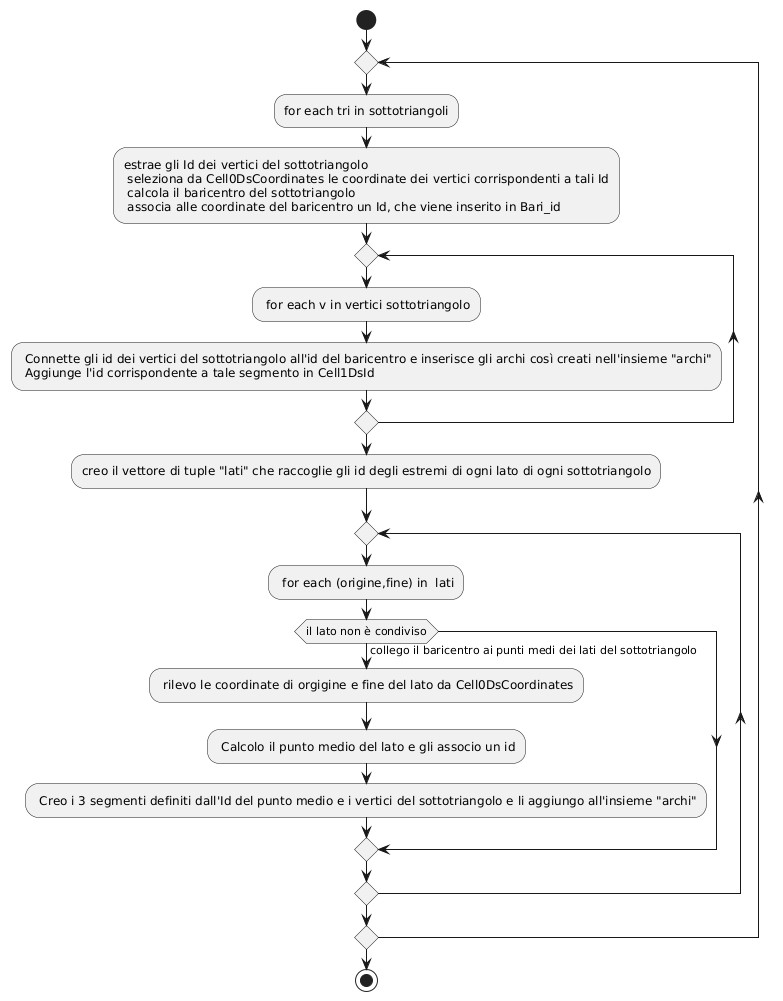 for each tri in sottotriangoli
estrae gli Id dei vertici del sottotriangolo
seleziona da Cell0DsCoordinates le coordinate dei vertici corrispondenti a tali Id
calcola il baricentro del sottotriangolo
associa alle coordinate del baricentro un Id, che viene inserito in Bari_id
for each v in vertici sottotriangolo
Connette gli id dei vertici del sottotriangolo all'id del baricentro e inserisce gli archi così creati nell'insieme "archi"
Aggiunge l'id corrispondente a tale segmento in Cell1DsId
creo il vettore di tuple "lati" che raccoglie gli id degli estremi di ogni lato di ogni sottotriangolo
for each (origine,fine) in  lati
il lato non è condiviso
collego il baricentro ai punti medi dei lati del sottotriangolo
rilevo le coordinate di orgigine e fine del lato da Cell0DsCoordinates
Calcolo il punto medio del lato e gli associo un id
Creo i 3 segmenti definiti dall'Id del punto medio e i vertici del sottotriangolo e li aggiungo all'insieme "archi"